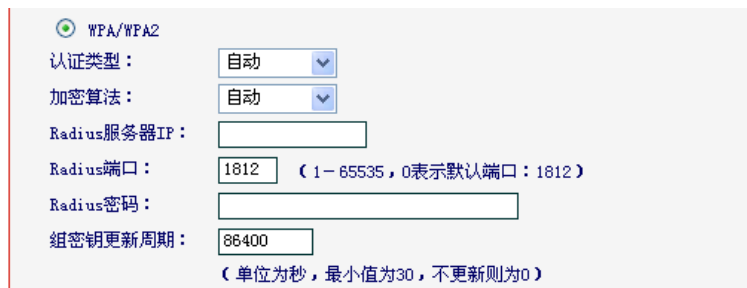 WPA/WPA2
认证类型： 自动
加密算法： 自动
Radius服务器IP：
Radius端口： 1812 （1－65535，0表示默认端口：1812）
Radius密码：
组密钥更新周期： 86400
（单位为秒，最小值为30，不更新则为0）